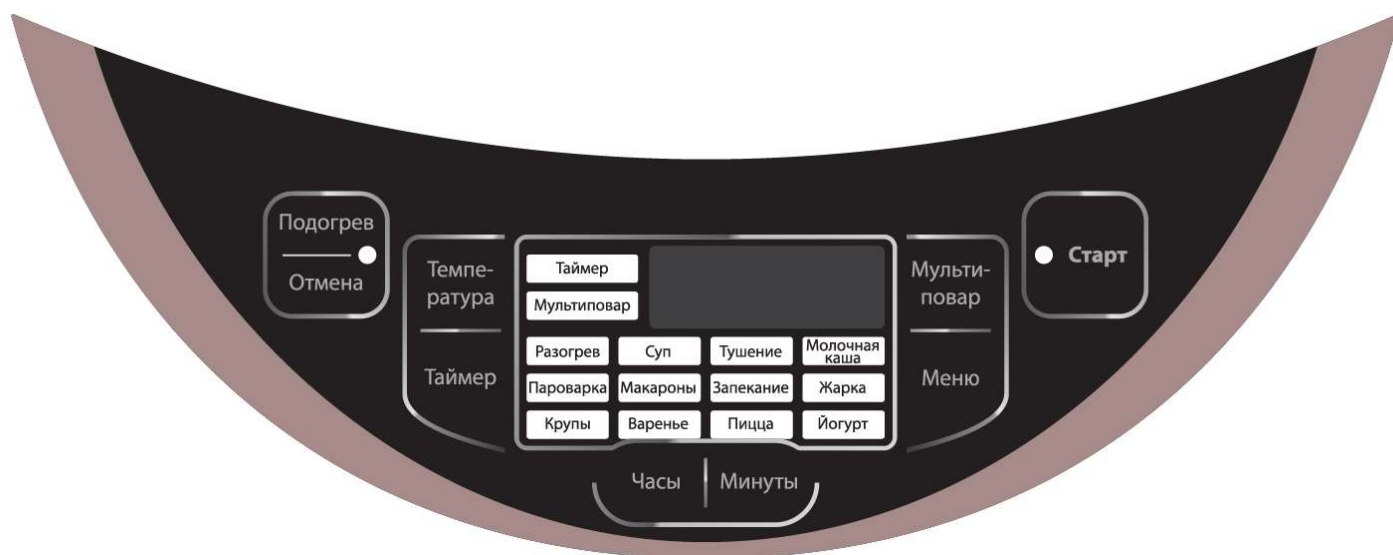 Подогрев
Отмена
Темпе-
ратура
Таймер
Таймер
Мультиповар
Разогрев Суп Тушение Молочная
каша
Пароварка Макароны Запекание Жарка
Крупы Варенье Пицца Йогурт
Мульти-
повар
Меню
Старт
Часы Минуты